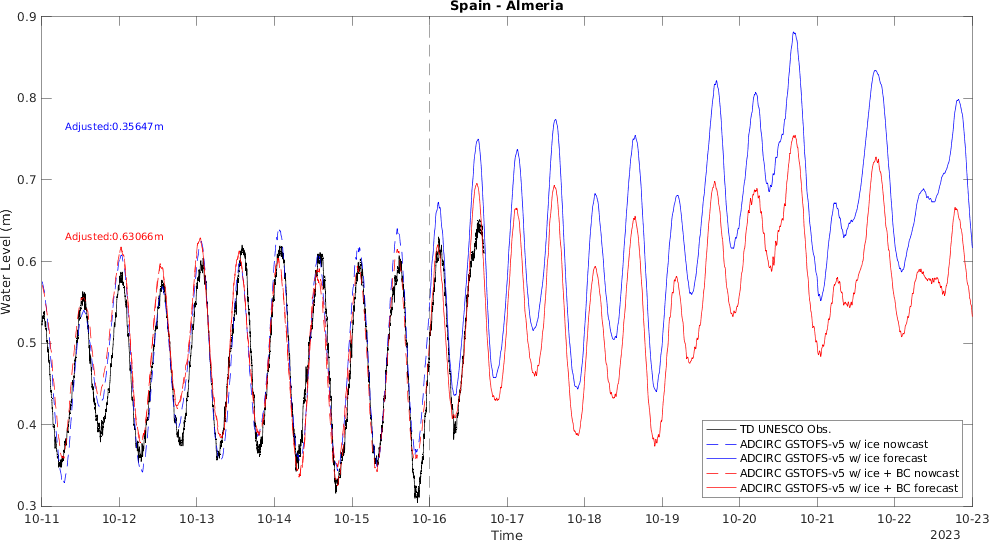 Spain - Almeria
0.9
0.8
0.7
0.6
0.5
0.4
0.3
Water Level (m)
Adjusted:0.35647m
Adjusted:0.63066m
TD UNESCO Obs.
ADCIRC GSTOFS-v5 w/ ice nowcast
ADCIRC GSTOFS-v5 w/ ice forecast
ADCIRC GSTOFS-v5 w/ ice + BC nowcast
ADCIRC GSTOFS-v5 w/ ice + BC forecast
10-11 10-12 10-13 10-14 10-15 10-16 10-17 10-18 10-19 10-20 10-21 10-22 10-23
Time
2023